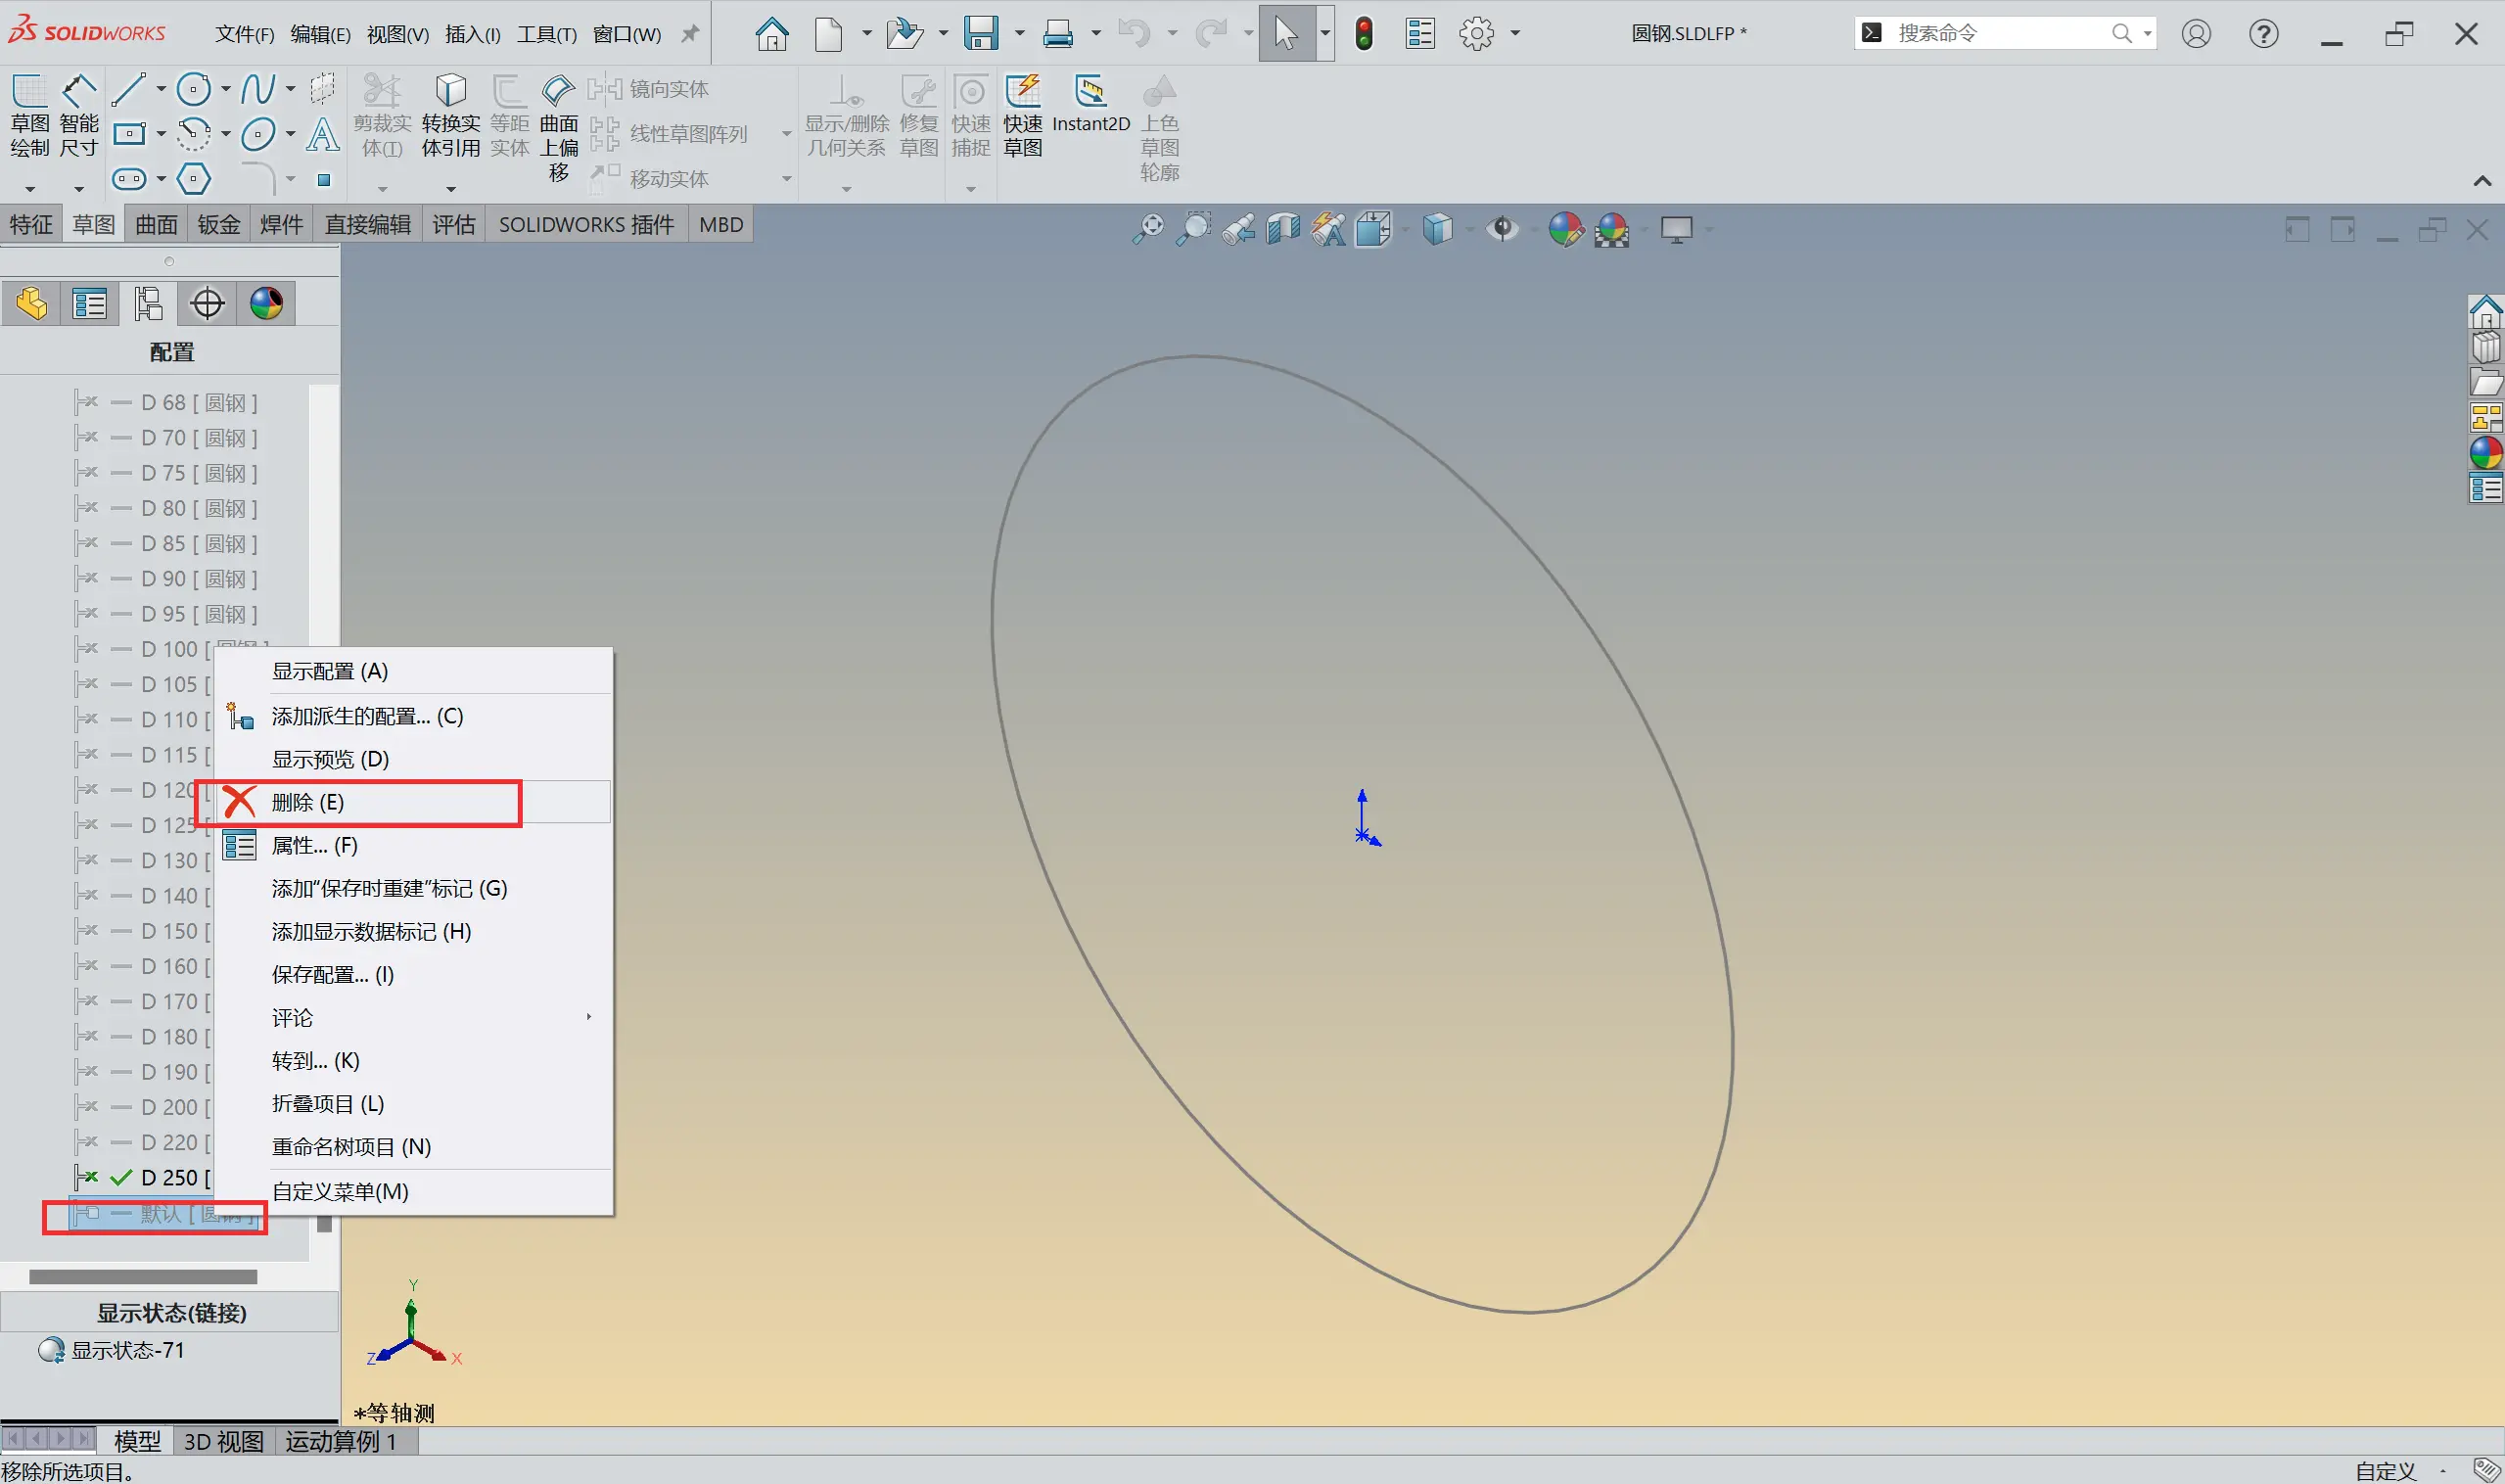 SOLIDWORKS
文件(F) 编辑(E) 视图(V) 插入(I) 工具(T) 窗口(W)
圆钢.SLDLFP *
搜索命令
草图绘制
智能尺寸
剪裁实体(T)
转换实体引用
等距实体
曲面上偏移
镜向实体
线性草图阵列
移动实体
显示/删除几何关系
修复草图
快速捕捉
快速草图
Instant2D
上色草图轮廓
特征 草图 曲面 钣金 焊件 直接编辑 评估 SOLIDWORKS 插件 MBD
配置
D 68 [ 圆钢 ]
D 70 [ 圆钢 ]
D 75 [ 圆钢 ]
D 80 [ 圆钢 ]
D 85 [ 圆钢 ]
D 90 [ 圆钢 ]
D 95 [ 圆钢 ]
D 100 [ 圆钢 ]
D 105 [
D 110 [
D 115 [
D 120 [
D 125 [
D 130 [
D 140 [
D 150 [
D 160 [
D 170 [
D 180 [
D 190 [
D 200 [
D 220 [
D 250 [
默认 [ 圆钢 ]
显示配置 (A)
添加派生的配置... (C)
显示预览 (D)
删除 (E)
属性... (F)
添加“保存时重建”标记 (G)
添加显示数据标记 (H)
保存配置... (I)
评论
转到... (K)
折叠项目 (L)
重命名树项目 (N)
自定义菜单(M)
显示状态(链接)
显示状态-71
Y
Z
X
*等轴测
模型 3D 视图 运动算例 1
移除所选项目。
自定义